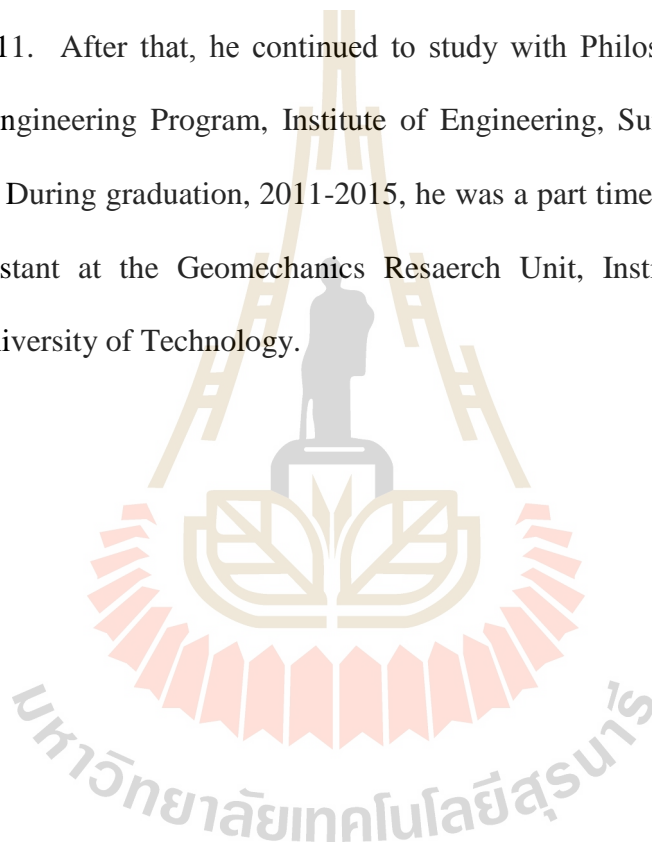 11. After that, he continued to study with Philos
ngineering Program, Institute of Engineering, Su
During graduation, 2011-2015, he was a part time
stant at the Geomechanics Resaerch Unit, Insti
niversity of Technology.
มหาวิทยาลัยเทคโนโลยีสุรนารี